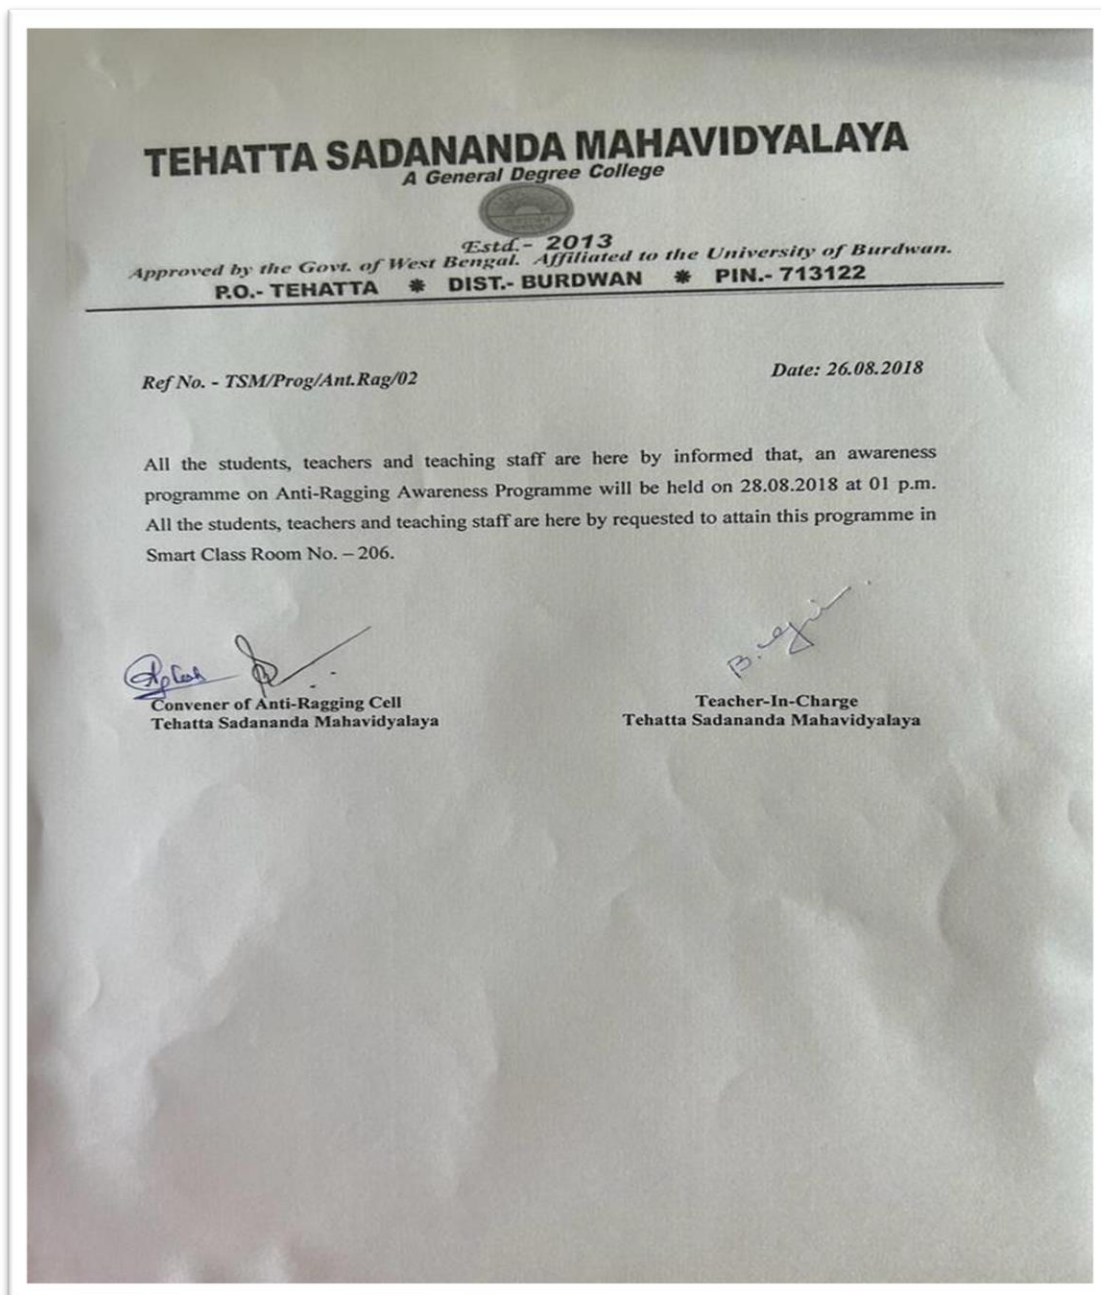 TEHATTA SADANANDA MAHAVIDYALAYA
A General Degree College
Estd.- 2013
Approved by the Govt. of West Bengal. Affiliated to the University of Burdwan.
P.O.- TEHATTA ✱ DIST.- BURDWAN ✱ PIN.- 713122
Ref No. - TSM/Prog/Ant.Rag/02 Date: 26.08.2018
All the students, teachers and teaching staff are here by informed that, an awareness
programme on Anti-Ragging Awareness Programme will be held on 28.08.2018 at 01 p.m.
All the students, teachers and teaching staff are here by requested to attain this programme in
Smart Class Room No. – 206.
Convener of Anti-Ragging Cell
Tehatta Sadananda Mahavidyalaya
Teacher-In-Charge
Tehatta Sadananda Mahavidyalaya